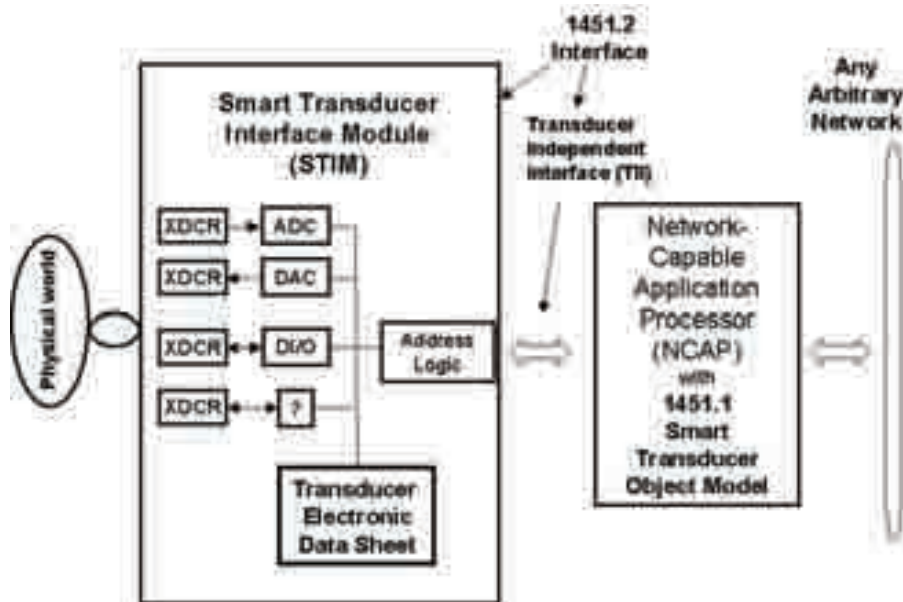 1451.2
Interface
Any
Arbitrary
Network
Smart Transducer
Interface Module
(STIM)
Transducer
Independent
Interface (TII)
XDCR
ADC
XDCR
DAC
XDCR
DI/O
XDCR
?
Address
Logic
Transducer
Electronic
Data Sheet
Physical world
Network-
Capable
Application
Processor
(NCAP)
with
1451.1
Smart
Transducer
Object Model